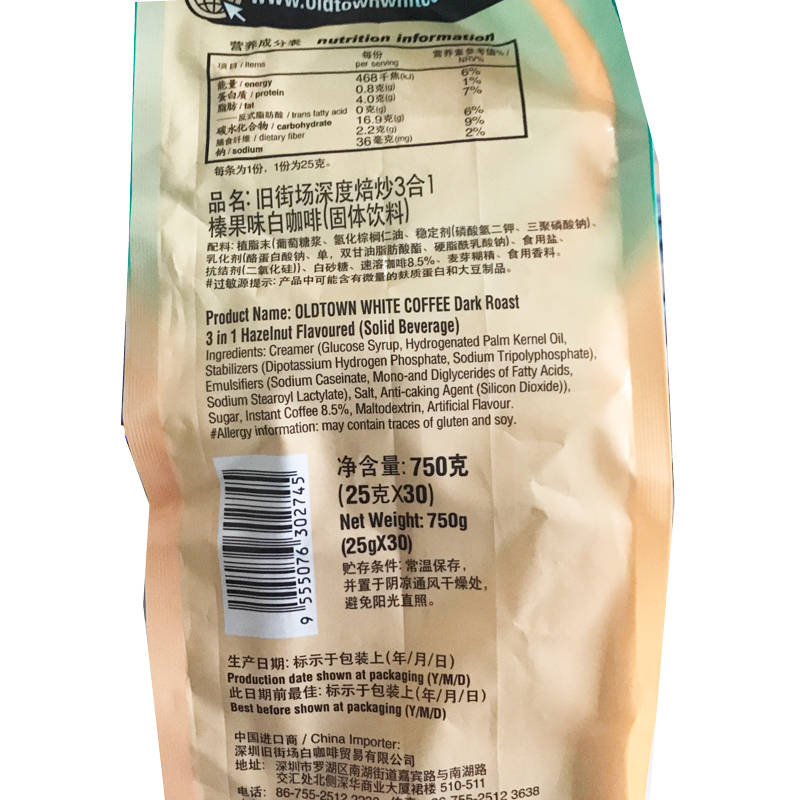 www.oldtownwhitec
营养成分表 nutrition information
项目/Items 每份 per serving 营养素参考值%/ NRV%
能量/energy 468千焦(kJ) 6%
蛋白质/protein 0.8克(g) 1%
脂肪/fat 4.0克(g) 7%
——反式脂肪酸/trans fatty acid 0克(g)
碳水化合物/carbohydrate 16.9克(g) 6%
膳食纤维/dietary fiber 2.2克(g) 9%
钠/sodium 36毫克(mg) 2%
每条为1份，1份为25克。
品名: 旧街场深度焙炒3合1
榛果味白咖啡(固体饮料)
配料: 植脂末(葡萄糖浆、氢化棕榈仁油、稳定剂(磷酸氢二钾、三聚磷酸钠)、
乳化剂(酪蛋白酸钠、单，双甘油脂肪酸酯、硬脂酰乳酸钠)、食用盐、
抗结剂(二氧化硅))、白砂糖、速溶咖啡8.5%、麦芽糊精、食用香料。
#过敏源提示: 产品中可能含有微量的麸质蛋白和大豆制品。
Product Name: OLDTOWN WHITE COFFEE Dark Roast
3 in 1 Hazelnut Flavoured (Solid Beverage)
Ingredients: Creamer (Glucose Syrup, Hydrogenated Palm Kernel Oil,
Stabilizers (Dipotassium Hydrogen Phosphate, Sodium Tripolyphosphate),
Emulsifiers (Sodium Caseinate, Mono-and Diglycerides of Fatty Acids,
Sodium Stearoyl Lactylate), Salt, Anti-caking Agent (Silicon Dioxide)),
Sugar, Instant Coffee 8.5%, Maltodextrin, Artificial Flavour.
#Allergy information: may contain traces of gluten and soy.
9 555076 302745
净含量: 750克
(25克X30)
Net Weight: 750g
(25gX30)
贮存条件: 常温保存，
并置于阴凉通风干燥处，
避免阳光直照。
生产日期: 标示于包装上(年/月/日)
Production date shown at packaging (Y/M/D)
此日期前最佳: 标示于包装上(年/月/日)
Best before shown at packaging (Y/M/D)
中国进口商 / China Importer:
深圳旧街场白咖啡贸易有限公司
地址: 深圳市罗湖区南湖街道嘉宾路与南湖路
交汇处北侧深华商业大厦裙楼 510-511
电话: 86-755-2512 86-755-2512 3638